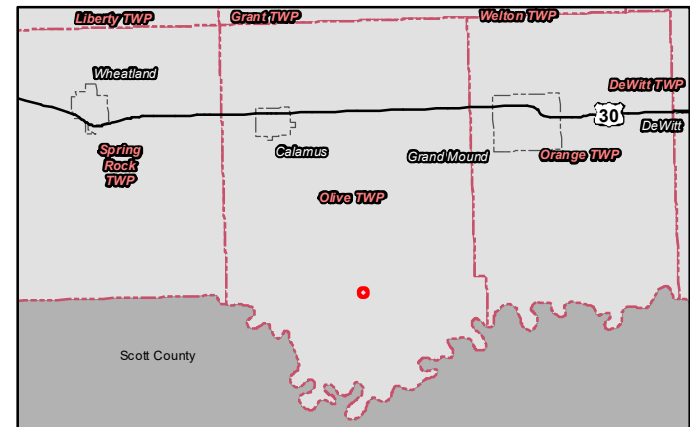 Liberty TWP
Grant TWP
Welton TWP
Wheatland
DeWitt TWP
30
DeWitt
Spring
Rock
TWP
Calamus
Grand Mound
Orange TWP
Olive TWP
Scott County